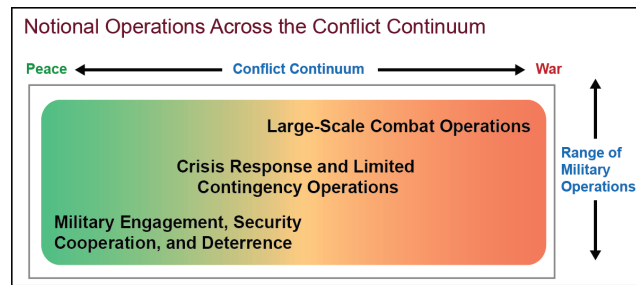 Notional Operations Across the Conflict Continuum
Peace
Conflict Continuum
War
Large-Scale Combat Operations
Crisis Response and Limited
Contingency Operations
Military Engagement, Security
Cooperation, and Deterrence
Range of
Military
Operations